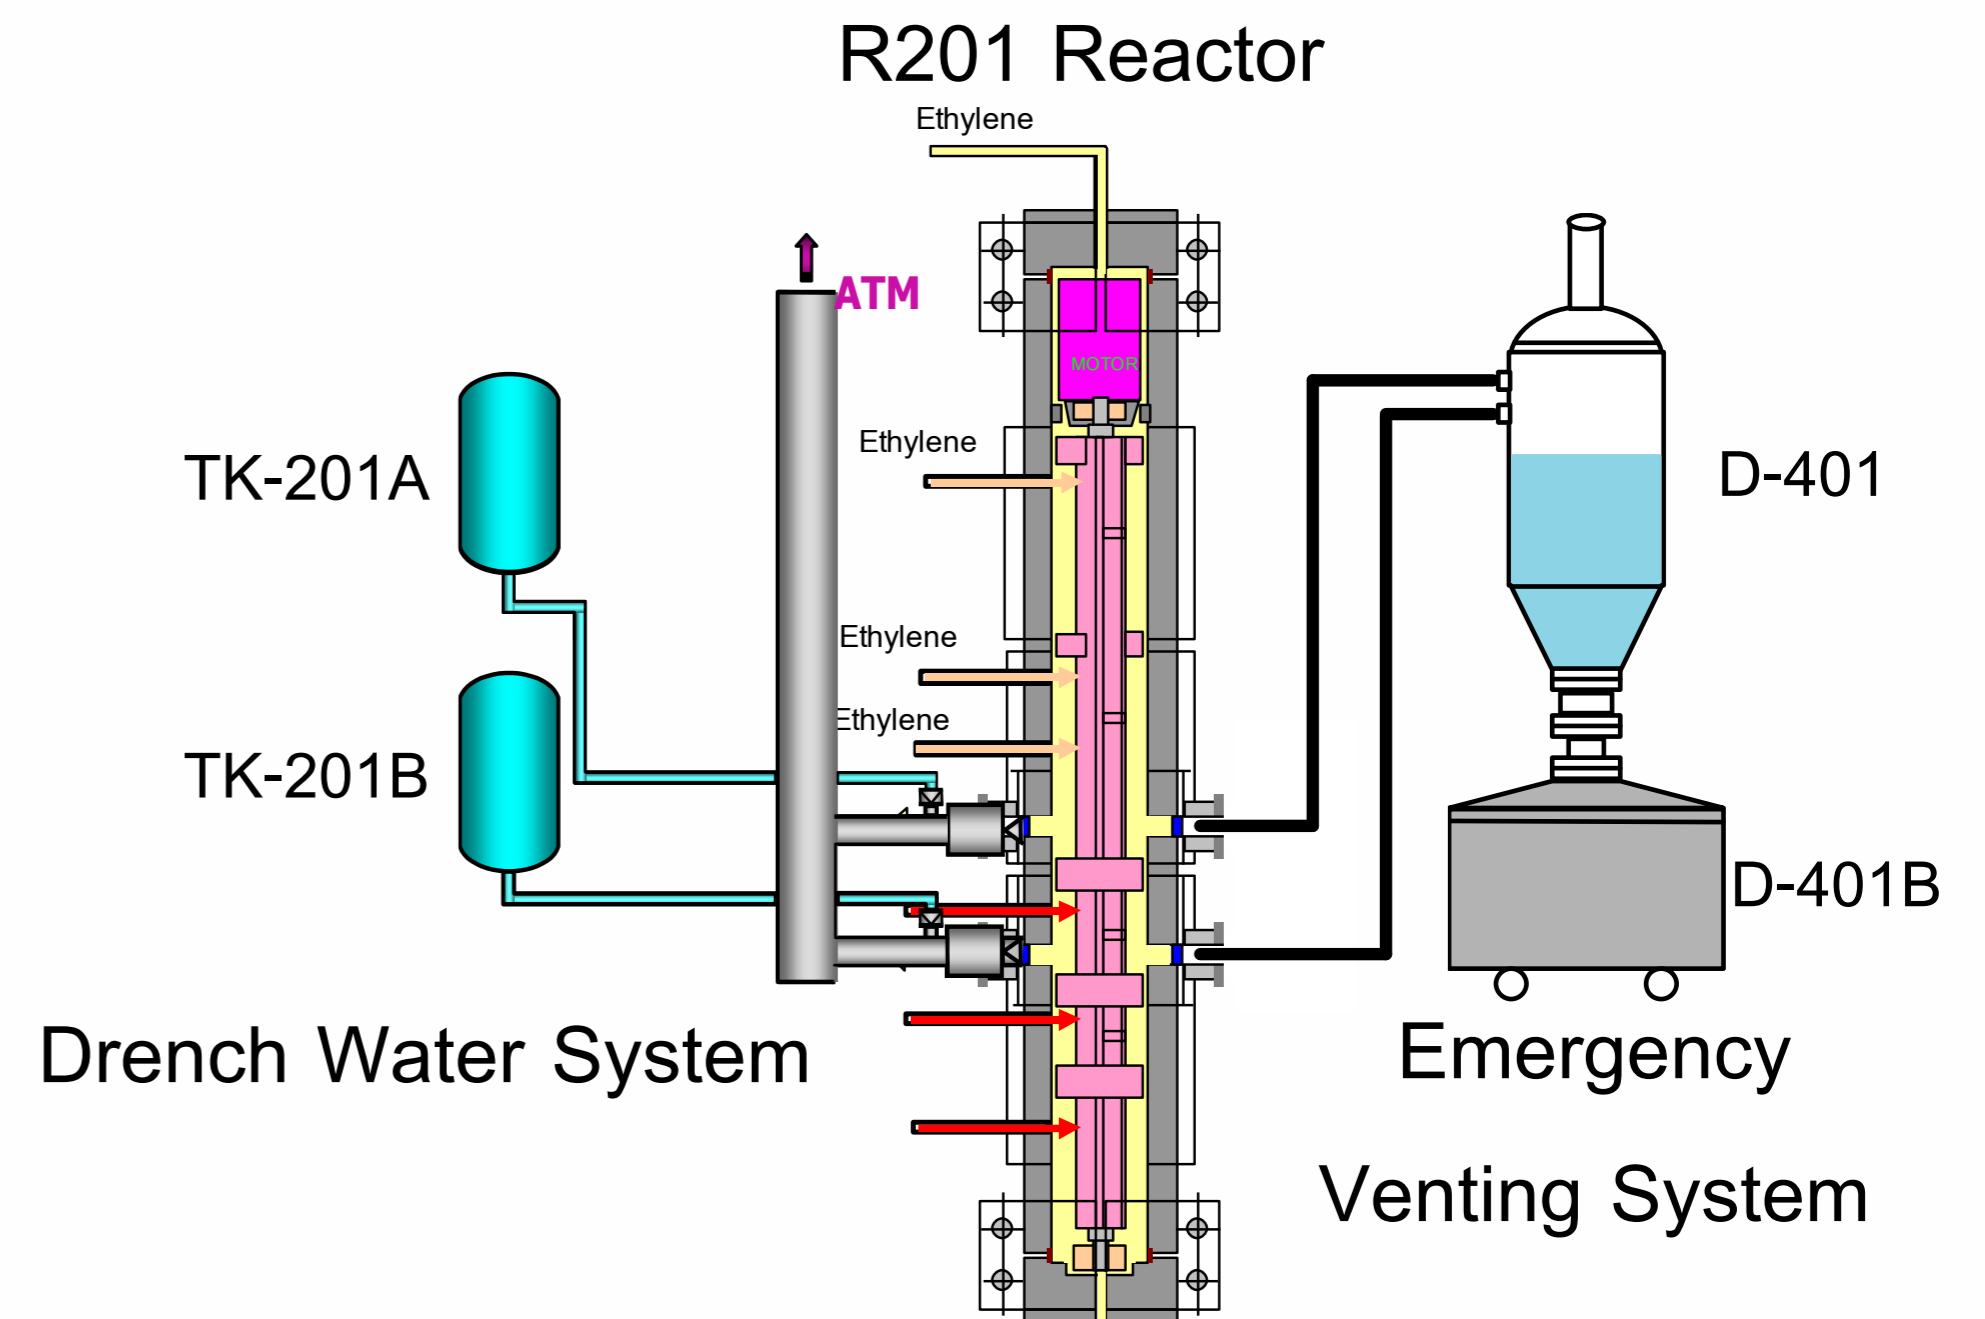 R201 Reactor
Ethylene
ATM
MOTOR
Ethylene
TK-201A
D-401
Ethylene
Ethylene
TK-201B
D-401B
Drench Water System
Emergency
Venting System